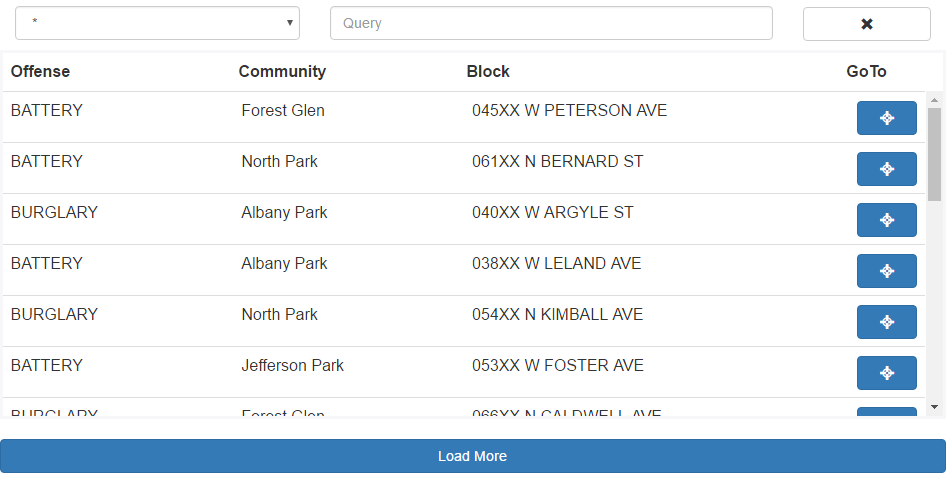 * Query
Offense Community Block GoTo
BATTERY Forest Glen 045XX W PETERSON AVE
BATTERY North Park 061XX N BERNARD ST
BURGLARY Albany Park 040XX W ARGYLE ST
BATTERY Albany Park 038XX W LELAND AVE
BURGLARY North Park 054XX N KIMBALL AVE
BATTERY Jefferson Park 053XX W FOSTER AVE
BURGLARY Forest Glen 066XX N CALDWELL AVE
Load More